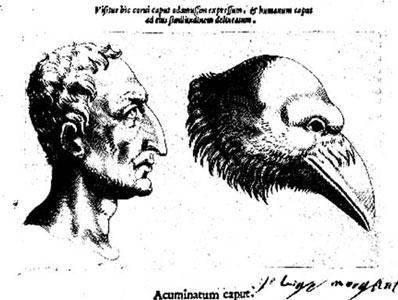 Visitur hic corui caput adamussim expressum, & humanum caput
ad eius similitudinem delineatum.
Acuminatum caput.